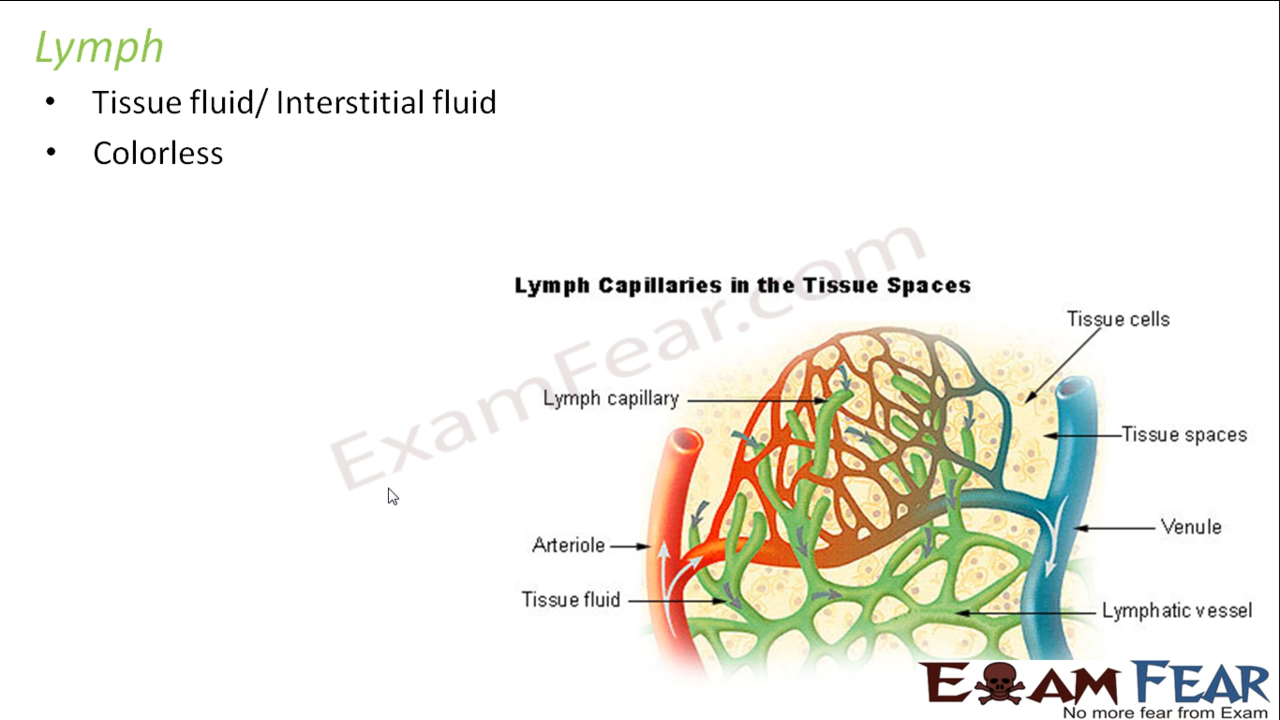 Lymph
• Tissue fluid/ Interstitial fluid
• Colorless
ExamFear.com
Lymph Capillaries in the Tissue Spaces
Tissue cells
Lymph capillary
Tissue spaces
Venule
Arteriole
Tissue fluid
Lymphatic vessel
EXAM FEAR
No more fear from Exam